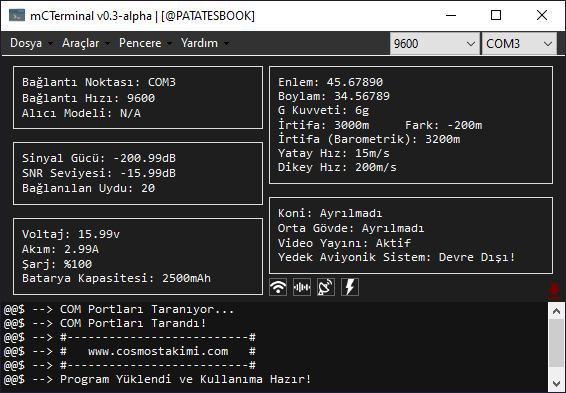 mCTerminal v0.3-alpha | [@PATATESBOOK]
Dosya Araçlar Pencere Yardım 9600 COM3
Bağlantı Noktası: COM3
Bağlantı Hızı: 9600
Alıcı Modeli: N/A
Sinyal Gücü: -200.99dB
SNR Seviyesi: -15.99dB
Bağlanılan Uydu: 20
Voltaj: 15.99v
Akım: 2.99A
Şarj: %100
Batarya Kapasitesi: 2500mAh
Enlem: 45.67890
Boylam: 34.56789
G Kuvveti: 6g
İrtifa: 3000m Fark: -200m
İrtifa (Barometrik): 3200m
Yatay Hız: 15m/s
Dikey Hız: 200m/s
Koni: Ayrılmadı
Orta Gövde: Ayrılmadı
Video Yayını: Aktif
Yedek Aviyonik Sistem: Devre Dışı!
@@$ --> COM Portları Taranıyor...
@@$ --> COM Portları Tarandı!
@@$ --> #-------------------------#
@@$ --> #   www.cosmostakimi.com   #
@@$ --> #-------------------------#
@@$ --> Program Yüklendi ve Kullanıma Hazır!